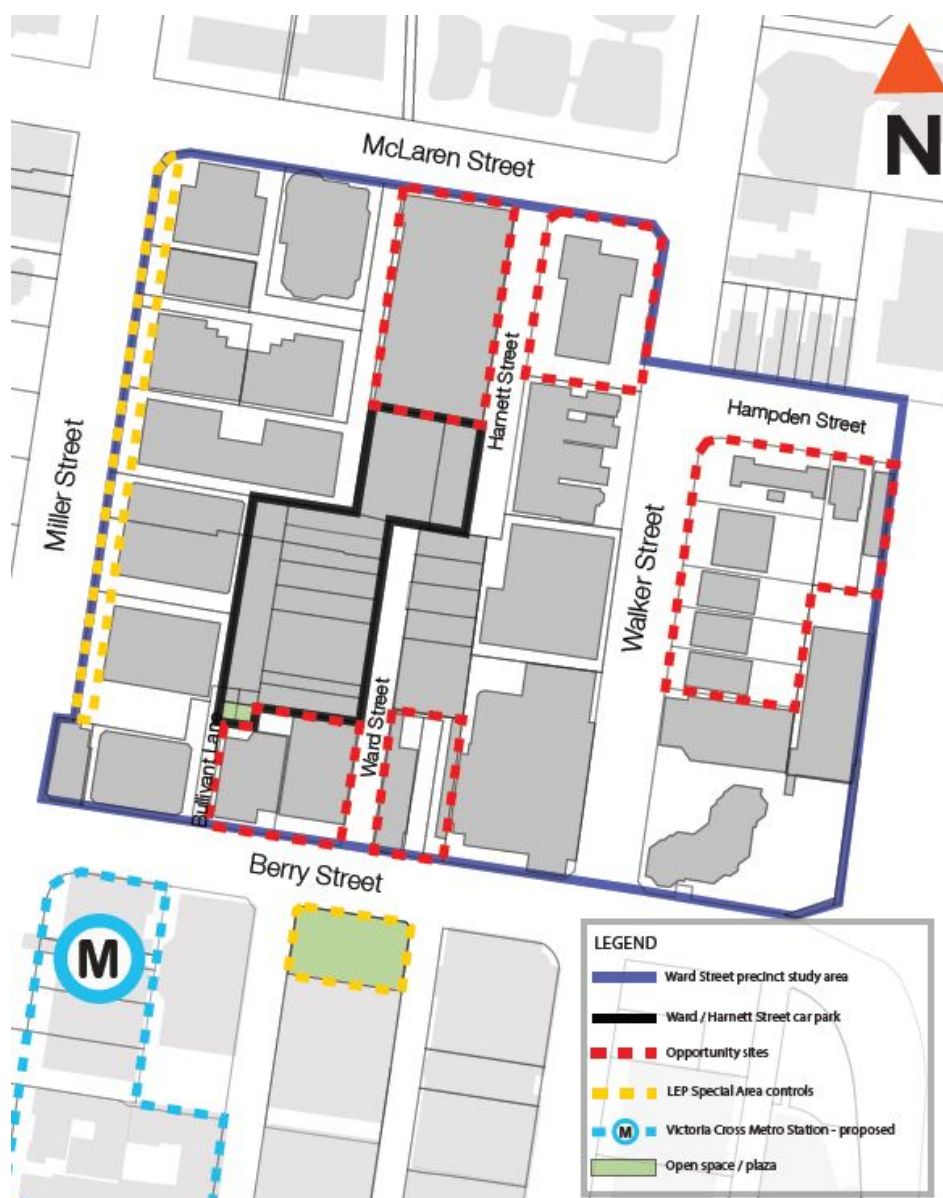 N
McLaren Street
Harnett Street
Hampden Street
Miller Street
Walker Street
Ward Street
Bullivant Lane
Berry Street
M
LEGEND
Ward Street precinct study area
Ward / Harnett Street car park
Opportunity sites
LEP Special Area controls
M
Victoria Cross Metro Station - proposed
Open space / plaza